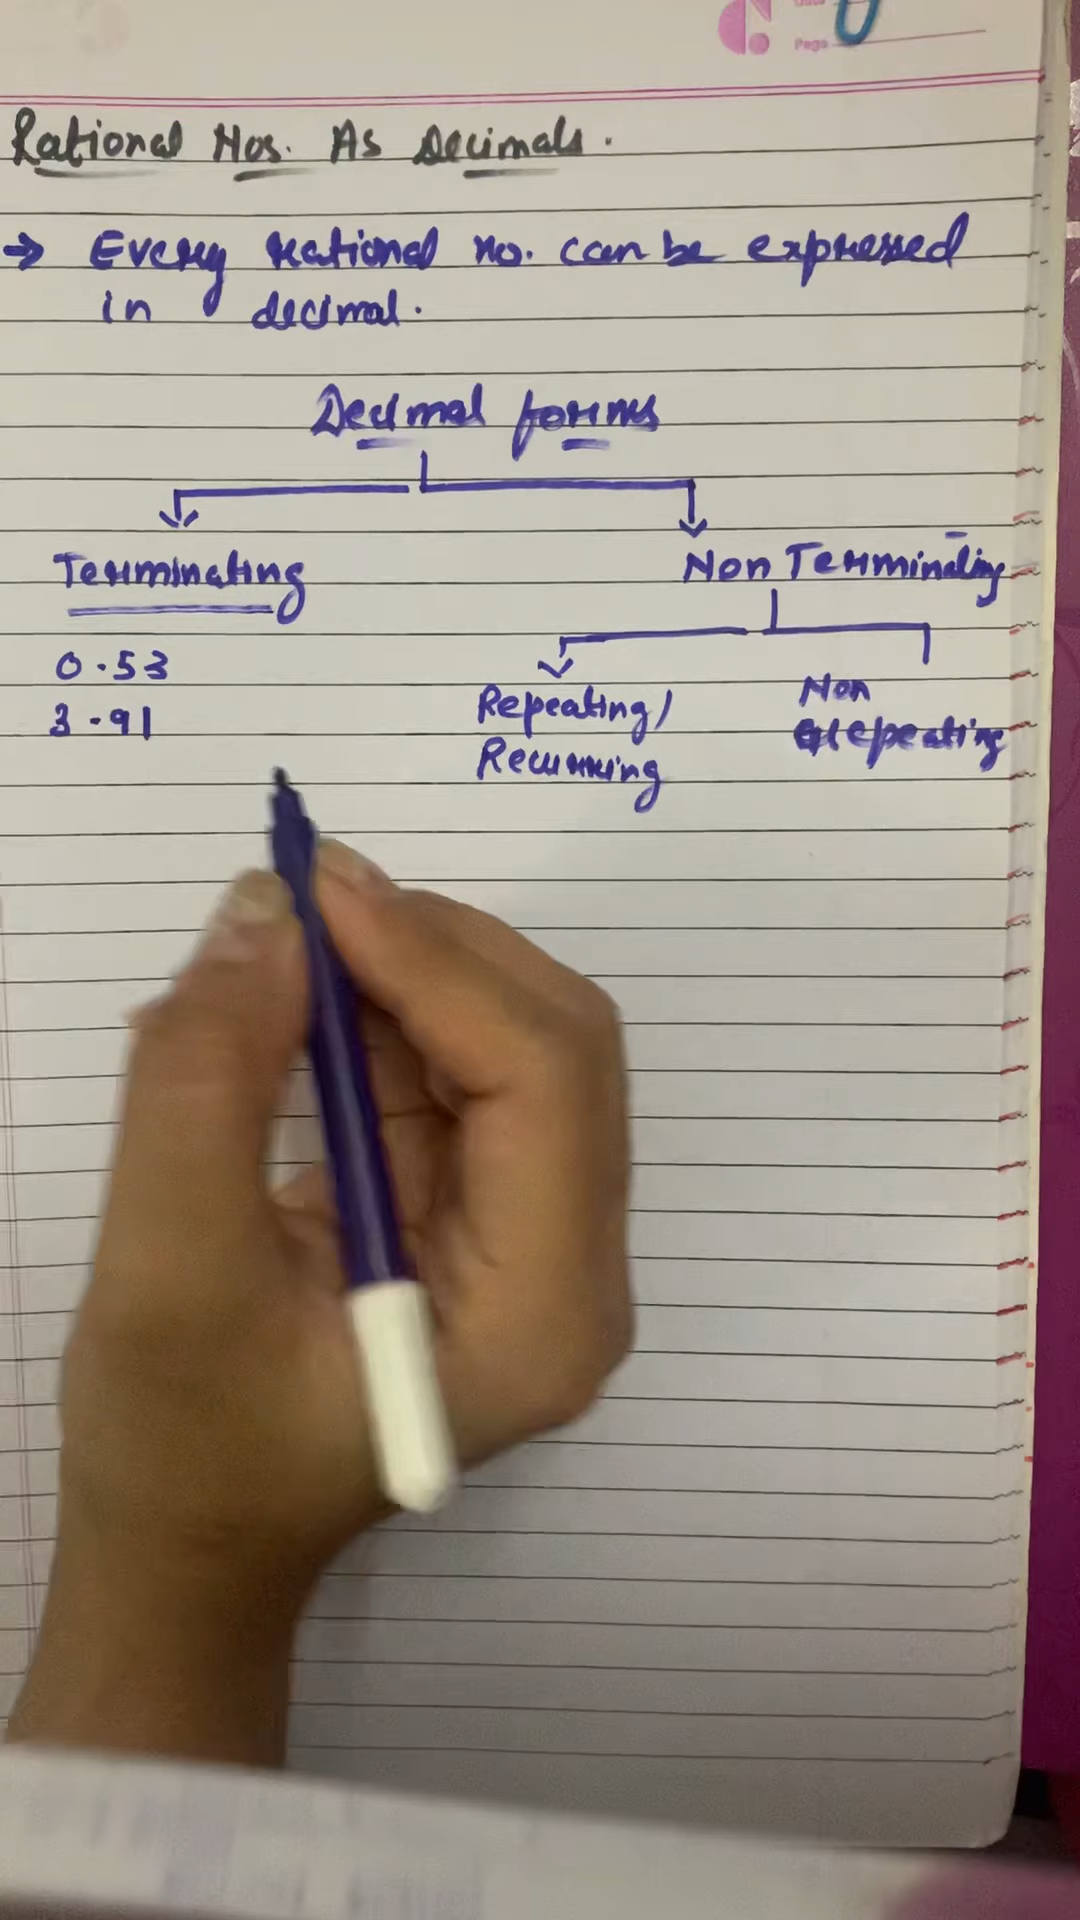 Page
Rational Nos. As Decimals.
→ Every rational no. can be expressed
in decimal.
Decimal forms
Terminating
Non Terminating
0.53
3.91
Repeating/
Recurring
Non
repeating